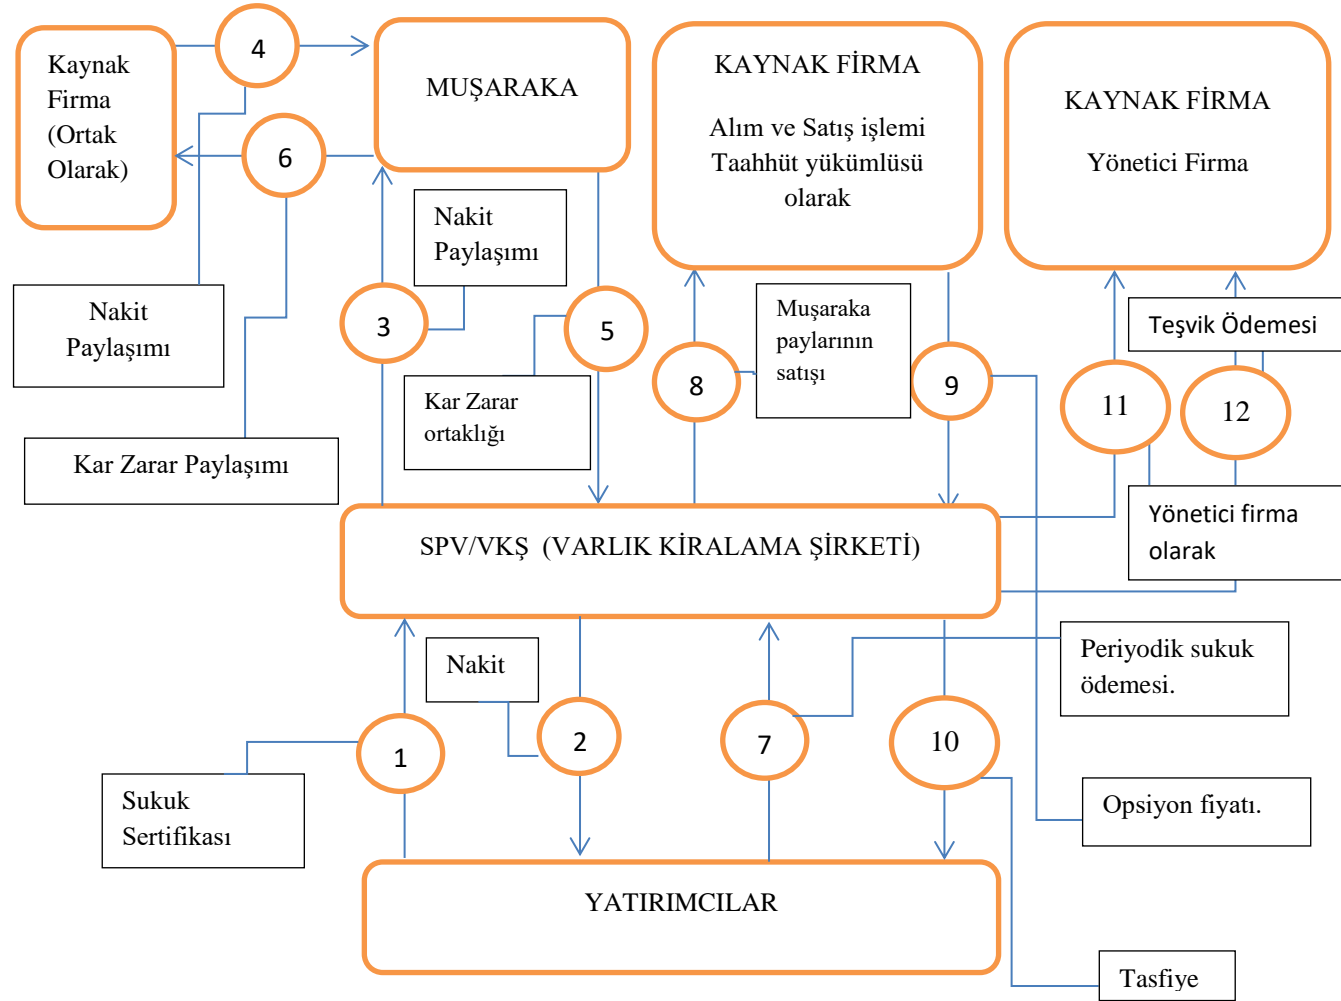 4
Kaynak
Firma
(Ortak
Olarak)
MUŞARAKA
KAYNAK FİRMA
Alım ve Satış işlemi
Taahhüt yükümlüsü
olarak
KAYNAK FİRMA
Yönetici Firma
6
Nakit
Paylaşımı
Nakit
Paylaşımı
3
5
Muşaraka
paylarının
satışı
Teşvik Ödemesi
8
9
11
12
Kar Zarar
ortaklığı
Kar Zarar Paylaşımı
Yönetici firma
olarak
SPV/VKŞ (VARLIK KİRALAMA ŞİRKETİ)
Nakit
Periyodik sukuk
ödemesi.
1
2
7
10
Sukuk
Sertifikası
Opsiyon fiyatı.
YATIRIMCILAR
Tasfiye